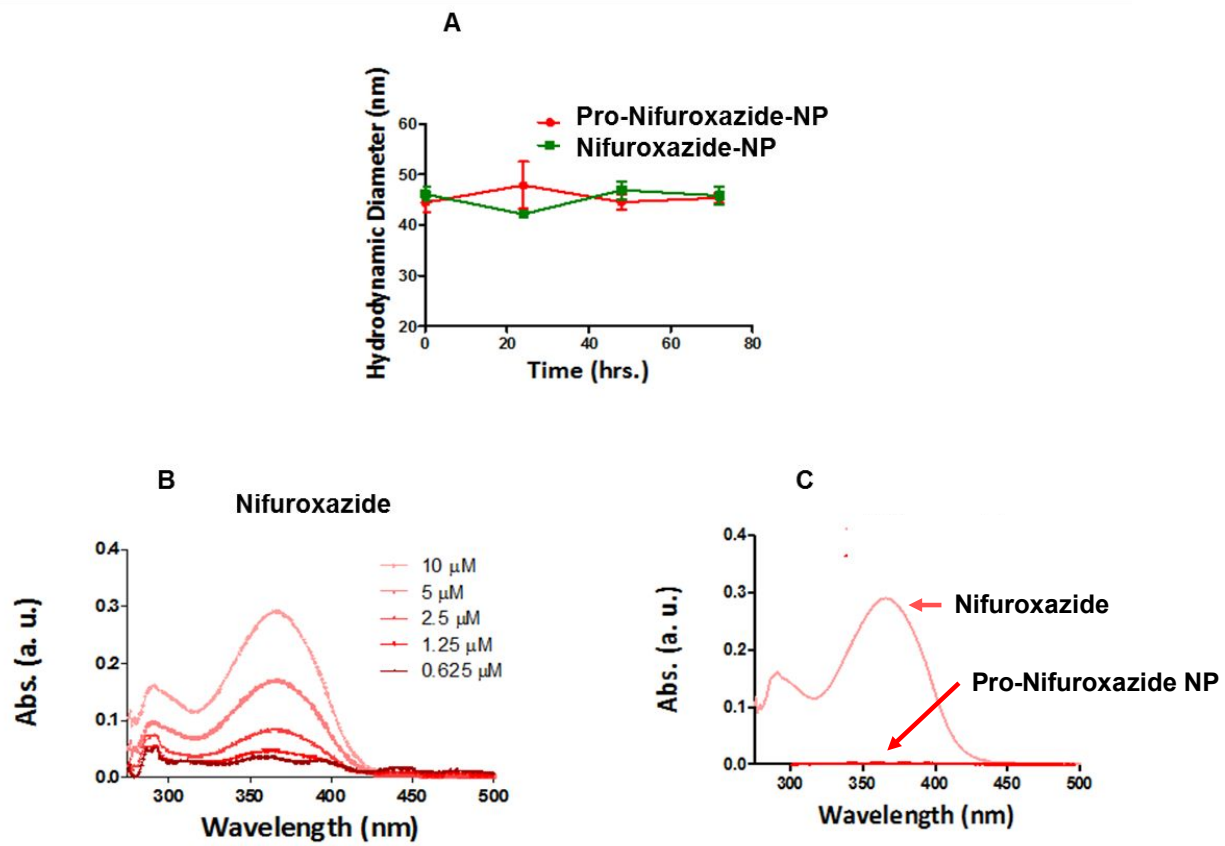 A
Hydrodynamic Diameter (nm)
60
50
40
30
20
Pro-Nifuroxazide-NP
Nifuroxazide-NP
0
20
40
60
80
Time (hrs.)
B
Nifuroxazide
Abs. (a. u.)
0.4
0.3
0.2
0.1
0.0
10 µM
5 µM
2.5 µM
1.25 µM
0.625 µM
300
350
400
450
500
Wavelength (nm)
C
Abs. (a. u.)
0.4
0.3
0.2
0.1
0.0
Nifuroxazide
Pro-Nifuroxazide NP
300
350
400
450
500
Wavelength (nm)